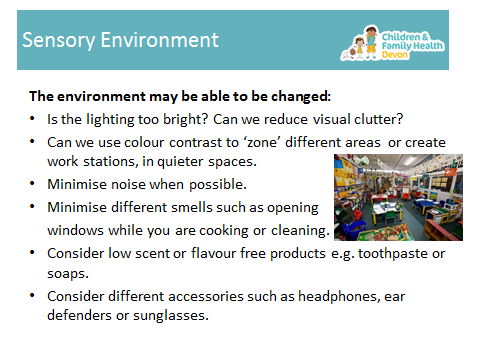 Sensory Environment
Children &
Family Health
Devon
The environment may be able to be changed:
• Is the lighting too bright? Can we reduce visual clutter?
• Can we use colour contrast to ‘zone’ different areas or create
work stations, in quieter spaces.
• Minimise noise when possible.
• Minimise different smells such as opening
windows while you are cooking or cleaning.
• Consider low scent or flavour free products e.g. toothpaste or
soaps.
• Consider different accessories such as headphones, ear
defenders or sunglasses.